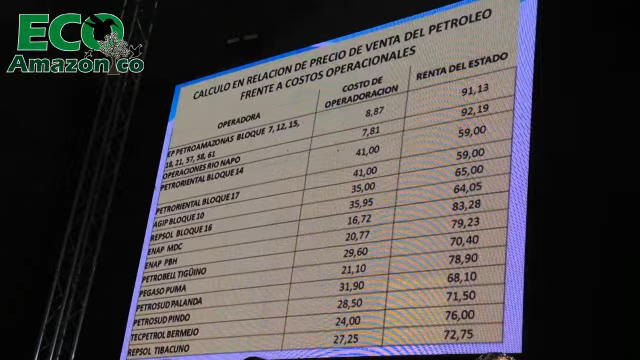 ECO
Amazon co
CALCULO EN RELACION DE PRECIO DE VENTA DEL PETROLEO
FRENTE A COSTOS OPERACIONALES
OPERADORA COSTO DE OPERADORACION RENTA DEL ESTADO
EP PETROAMAZONAS BLOQUE 7, 12, 15,
18, 21, 57, 58, 61 8,87 91,13
OPERACIONES RIO NAPO 7,81 92,19
PETRORIENTAL BLOQUE 14 41,00 59,00
PETRORIENTAL BLOQUE 17 41,00 59,00
AGIP BLOQUE 10 35,00 65,00
REPSOL BLOQUE 16 35,95 64,05
ENAP MDC 16,72 83,28
ENAP PBH 20,77 79,23
PETROBELL TIGÜINO 29,60 70,40
PEGASO PUMA 21,10 78,90
PETROSUD PALANDA 31,90 68,10
PETROSUD PINDO 28,50 71,50
TECPETROL BERMEJO 24,00 76,00
REPSOL TIBACUNO 27,25 72,75